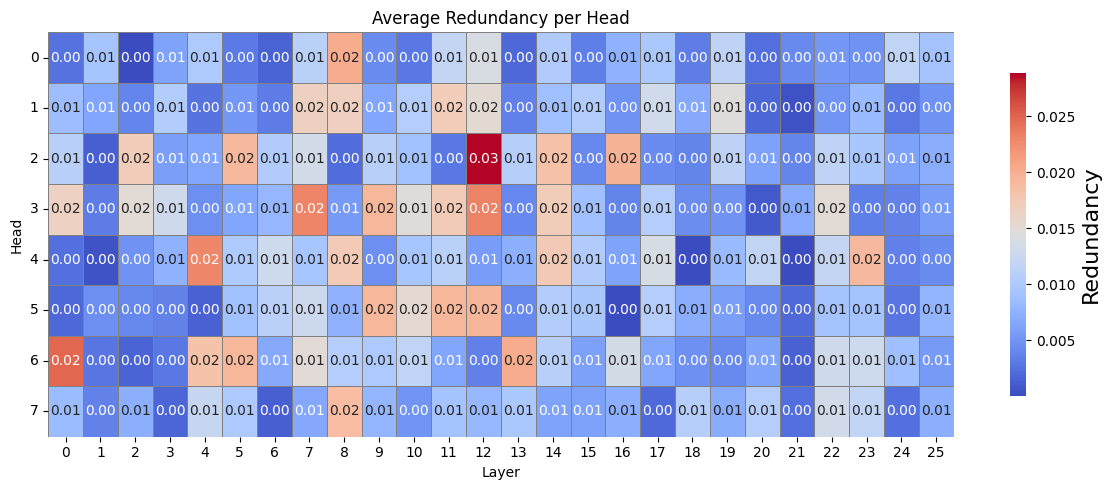 Average Redundancy per Head
0 0.00 0.01 0.00 0.01 0.01 0.00 0.00 0.01 0.02 0.00 0.00 0.01 0.01 0.00 0.01 0.00 0.01 0.01 0.00 0.01 0.00 0.00 0.01 0.00 0.01 0.01
1 0.01 0.01 0.00 0.01 0.00 0.01 0.00 0.02 0.02 0.01 0.01 0.02 0.02 0.00 0.01 0.01 0.00 0.01 0.01 0.01 0.00 0.00 0.00 0.01 0.00 0.00
2 0.01 0.00 0.02 0.01 0.01 0.02 0.01 0.01 0.00 0.01 0.01 0.00 0.03 0.01 0.02 0.00 0.02 0.00 0.00 0.01 0.01 0.00 0.01 0.01 0.01 0.01
3 0.02 0.00 0.02 0.01 0.00 0.01 0.01 0.02 0.01 0.02 0.01 0.02 0.02 0.00 0.02 0.01 0.00 0.01 0.00 0.00 0.00 0.01 0.02 0.00 0.00 0.01
4 0.00 0.00 0.00 0.01 0.02 0.01 0.01 0.01 0.02 0.00 0.01 0.01 0.01 0.01 0.02 0.01 0.01 0.01 0.00 0.01 0.01 0.00 0.01 0.02 0.00 0.00
5 0.00 0.00 0.00 0.00 0.00 0.01 0.01 0.01 0.01 0.02 0.02 0.02 0.02 0.00 0.01 0.01 0.00 0.01 0.01 0.01 0.00 0.00 0.01 0.01 0.00 0.01
6 0.02 0.00 0.00 0.00 0.02 0.02 0.01 0.01 0.01 0.01 0.01 0.01 0.00 0.02 0.01 0.01 0.01 0.01 0.00 0.00 0.01 0.00 0.01 0.01 0.01 0.01
7 0.01 0.00 0.01 0.00 0.01 0.01 0.00 0.01 0.02 0.01 0.00 0.01 0.01 0.01 0.01 0.01 0.01 0.00 0.01 0.01 0.01 0.00 0.01 0.01 0.00 0.01
0 1 2 3 4 5 6 7 8 9 10 11 12 13 14 15 16 17 18 19 20 21 22 23 24 25
Layer
Head
0.025
0.020
0.015
0.010
0.005
Redundancy